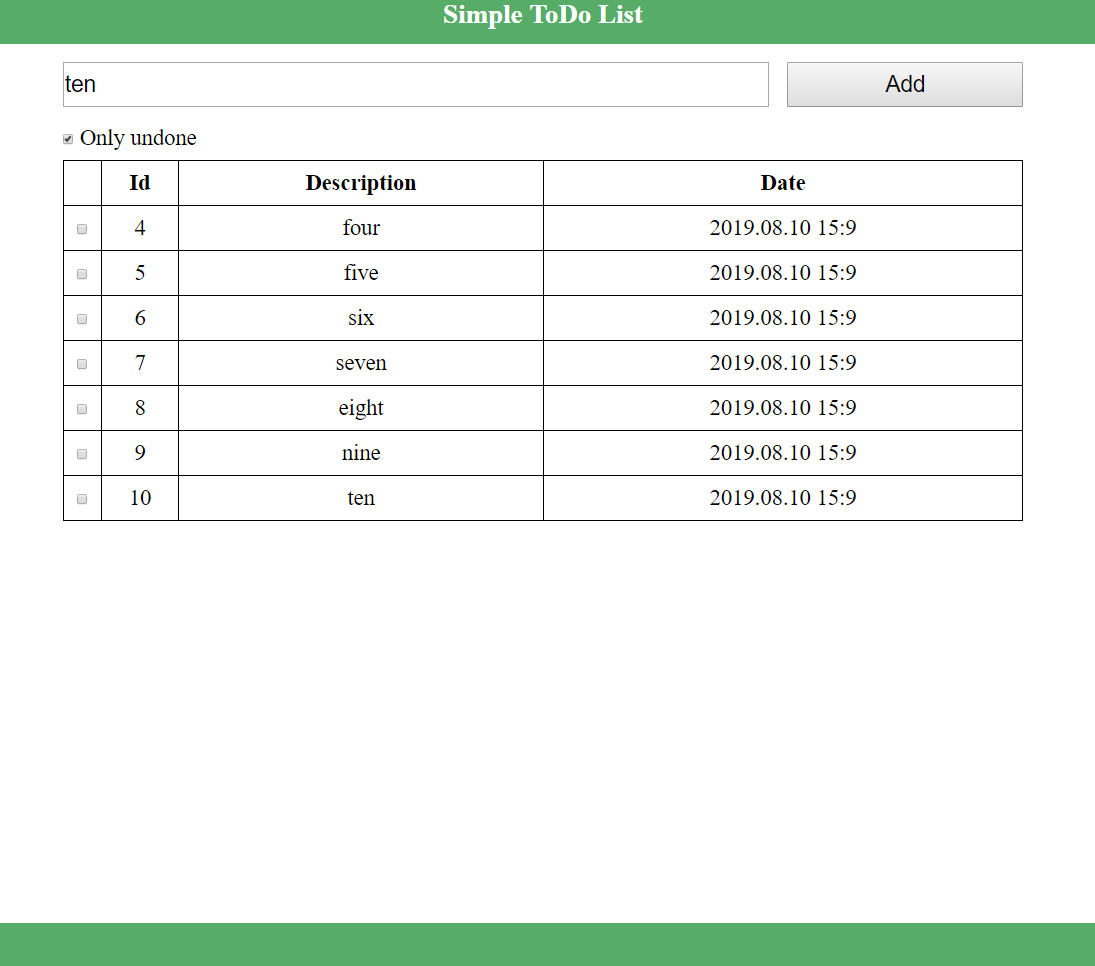 Simple ToDo List
ten Add
Only undone
Id Description Date
4 four 2019.08.10 15:9
5 five 2019.08.10 15:9
6 six 2019.08.10 15:9
7 seven 2019.08.10 15:9
8 eight 2019.08.10 15:9
9 nine 2019.08.10 15:9
10 ten 2019.08.10 15:9